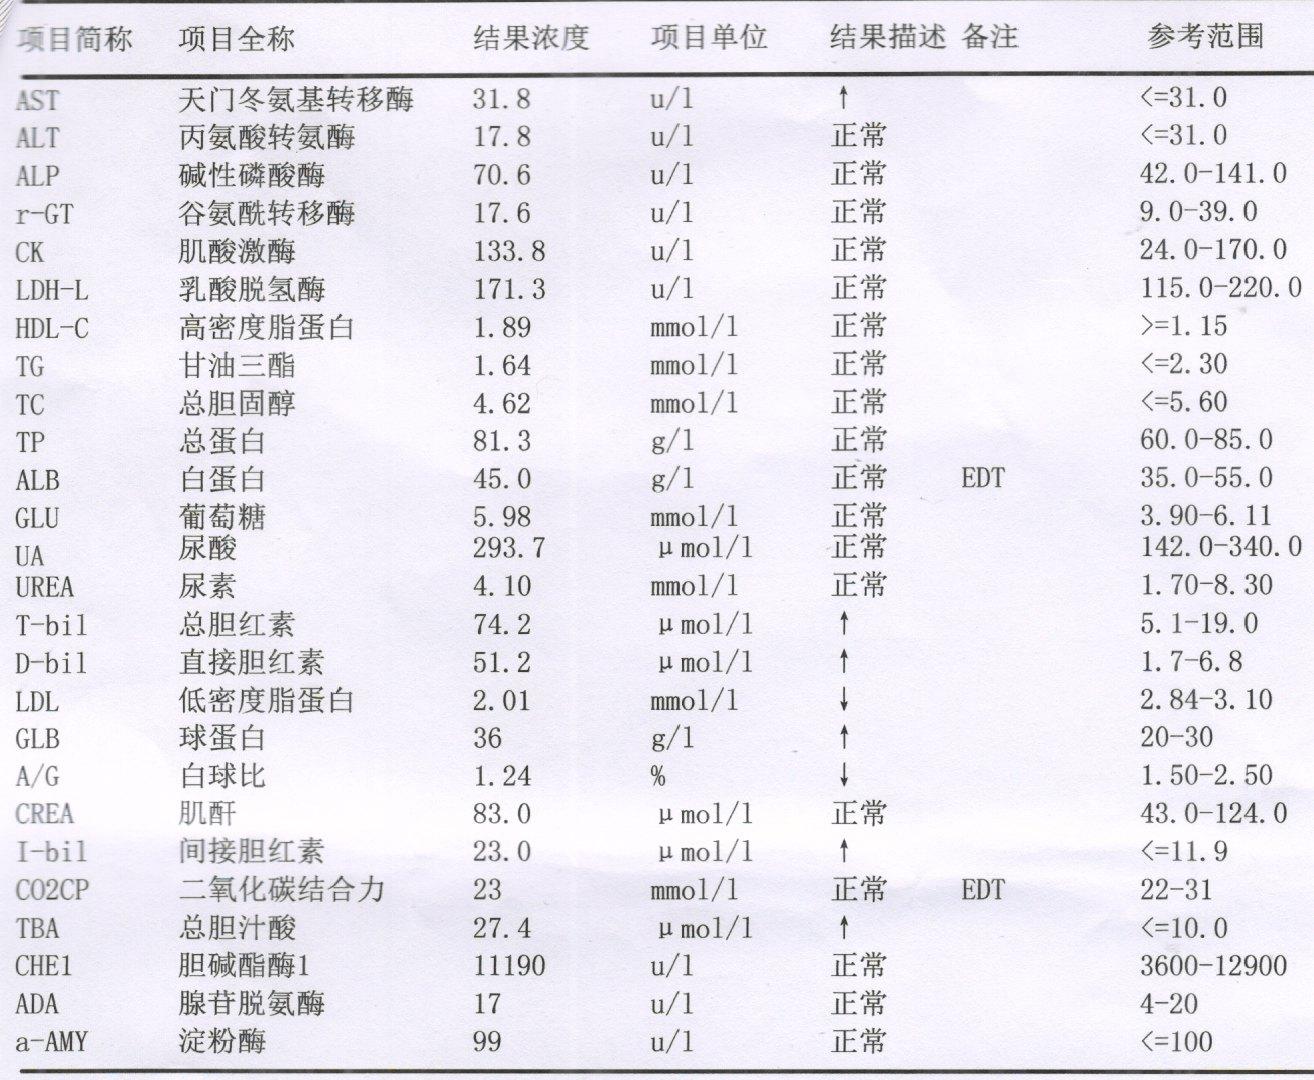 项目简称 项目全称 结果浓度 项目单位 结果描述 备注 参考范围
AST 天门冬氨基转移酶 31.8 u/l ↑ <=31.0
ALT 丙氨酸转氨酶 17.8 u/l 正常 <=31.0
ALP 碱性磷酸酶 70.6 u/l 正常 42.0-141.0
r-GT 谷氨酰转移酶 17.6 u/l 正常 9.0-39.0
CK 肌酸激酶 133.8 u/l 正常 24.0-170.0
LDH-L 乳酸脱氢酶 171.3 u/l 正常 115.0-220.0
HDL-C 高密度脂蛋白 1.89 mmol/l 正常 >=1.15
TG 甘油三酯 1.64 mmol/l 正常 <=2.30
TC 总胆固醇 4.62 mmol/l 正常 <=5.60
TP 总蛋白 81.3 g/l 正常 60.0-85.0
ALB 白蛋白 45.0 g/l 正常 EDT 35.0-55.0
GLU 葡萄糖 5.98 mmol/l 正常 3.90-6.11
UA 尿酸 293.7 μmol/l 正常 142.0-340.0
UREA 尿素 4.10 mmol/l 正常 1.70-8.30
T-bil 总胆红素 74.2 μmol/l ↑ 5.1-19.0
D-bil 直接胆红素 51.2 μmol/l ↑ 1.7-6.8
LDL 低密度脂蛋白 2.01 mmol/l ↓ 2.84-3.10
GLB 球蛋白 36 g/l ↑ 20-30
A/G 白球比 1.24 % ↓ 1.50-2.50
CREA 肌酐 83.0 μmol/l 正常 43.0-124.0
I-bil 间接胆红素 23.0 μmol/l ↑ <=11.9
CO2CP 二氧化碳结合力 23 mmol/l 正常 EDT 22-31
TBA 总胆汁酸 27.4 μmol/l ↑ <=10.0
CHE1 胆碱酯酶1 11190 u/l 正常 3600-12900
ADA 腺苷脱氨酶 17 u/l 正常 4-20
a-AMY 淀粉酶 99 u/l 正常 <=100